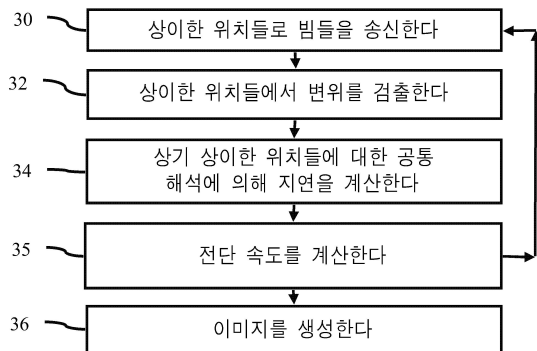 30
상이한 위치들로 빔들을 송신한다
32
상이한 위치들에서 변위를 검출한다
34
상기 상이한 위치들에 대한 공통
해석에 의해 지연을 계산한다
35
전단 속도를 계산한다
36
이미지를 생성한다